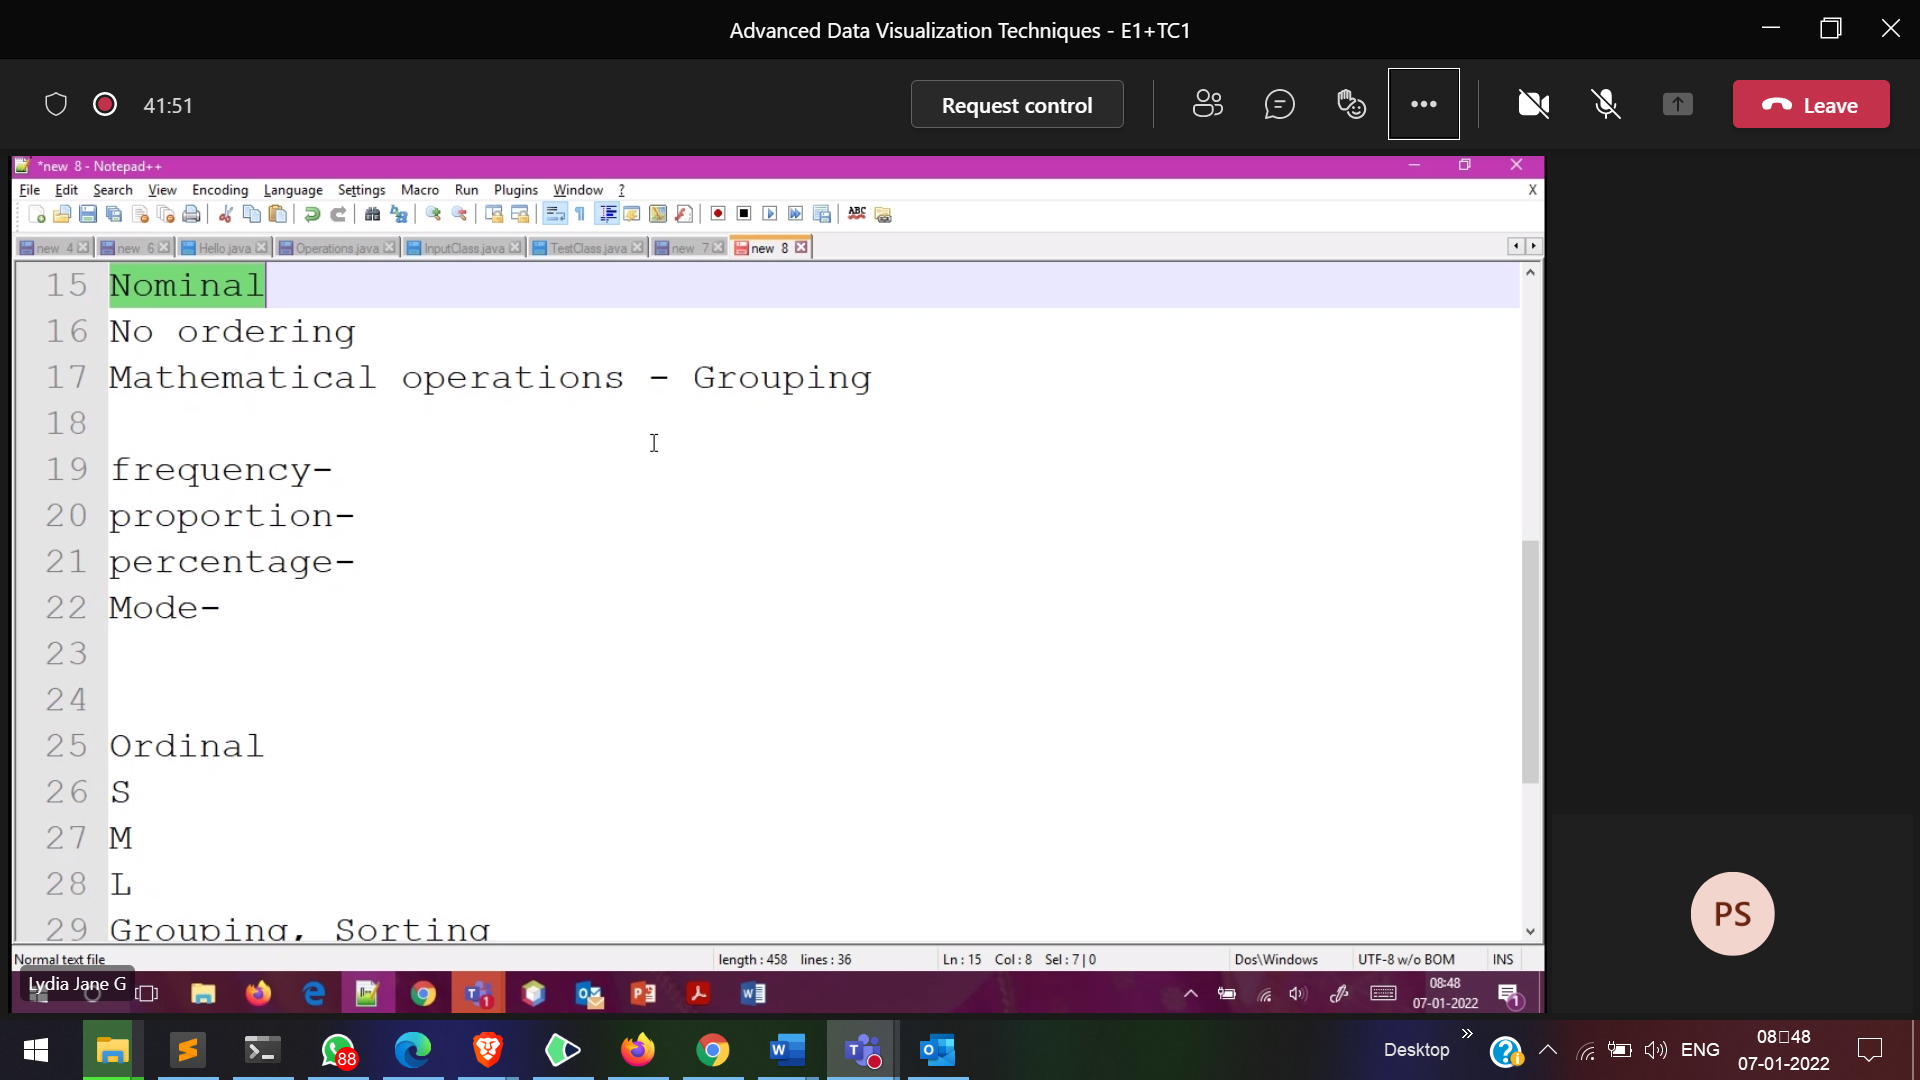 Advanced Data Visualization Techniques - E1+TC1
41:51
Request control
Leave
*new 8 - Notepad++
File Edit Search View Encoding Language Settings Macro Run Plugins Window ? X
new 4 new 6 Hello.java Operations.java InputClass.java TestClass.java new 7 new 8
15 Nominal
16 No ordering
17 Mathematical operations - Grouping
18
19 frequency-
20 proportion-
21 percentage-
22 Mode-
23
24
25 Ordinal
26 S
27 M
28 L
29 Grouping, Sorting
PS
Normal text file length : 458 lines : 36 Ln : 15 Col : 8 Sel : 7 | 0 Dos\Windows UTF-8 w/o BOM INS
Lydia Jane G
08:48
07-01-2022
1
1
88
Desktop
ENG
08□48
07-01-2022